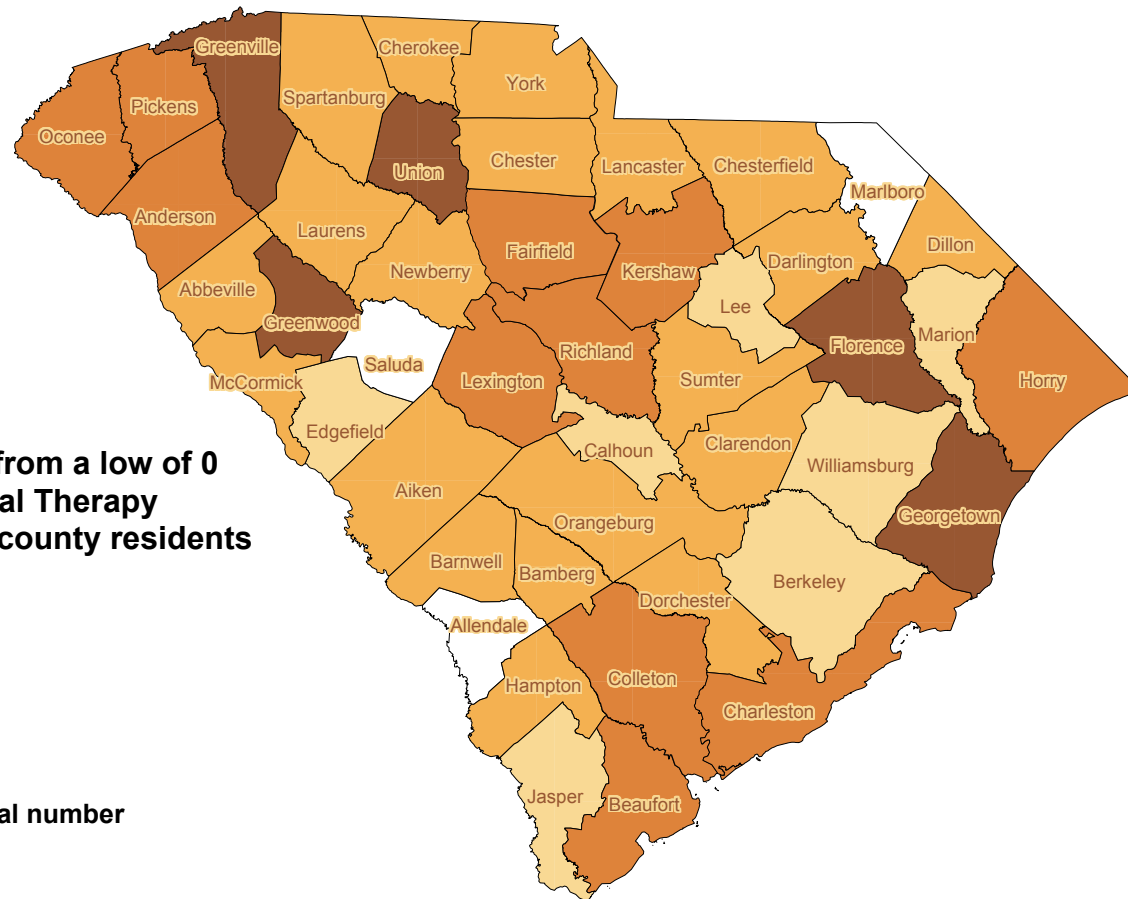 Greenville
Cherokee
York
Spartanburg
Pickens
Oconee
Union
Chester
Lancaster
Chesterfield
Marlboro
Anderson
Laurens
Fairfield
Kershaw
Darlington
Dillon
Newberry
Abbeville
Greenwood
Lee
Marion
Florence
Saluda
Richland
McCormick
Lexington
Sumter
Horry
Edgefield
Calhoun
Clarendon
Williamsburg
from a low of 0
al Therapy
county residents
Aiken
Orangeburg
Georgetown
Barnwell
Bamberg
Berkeley
Dorchester
Allendale
Hampton
Colleton
Charleston
Jasper
Beaufort
al number